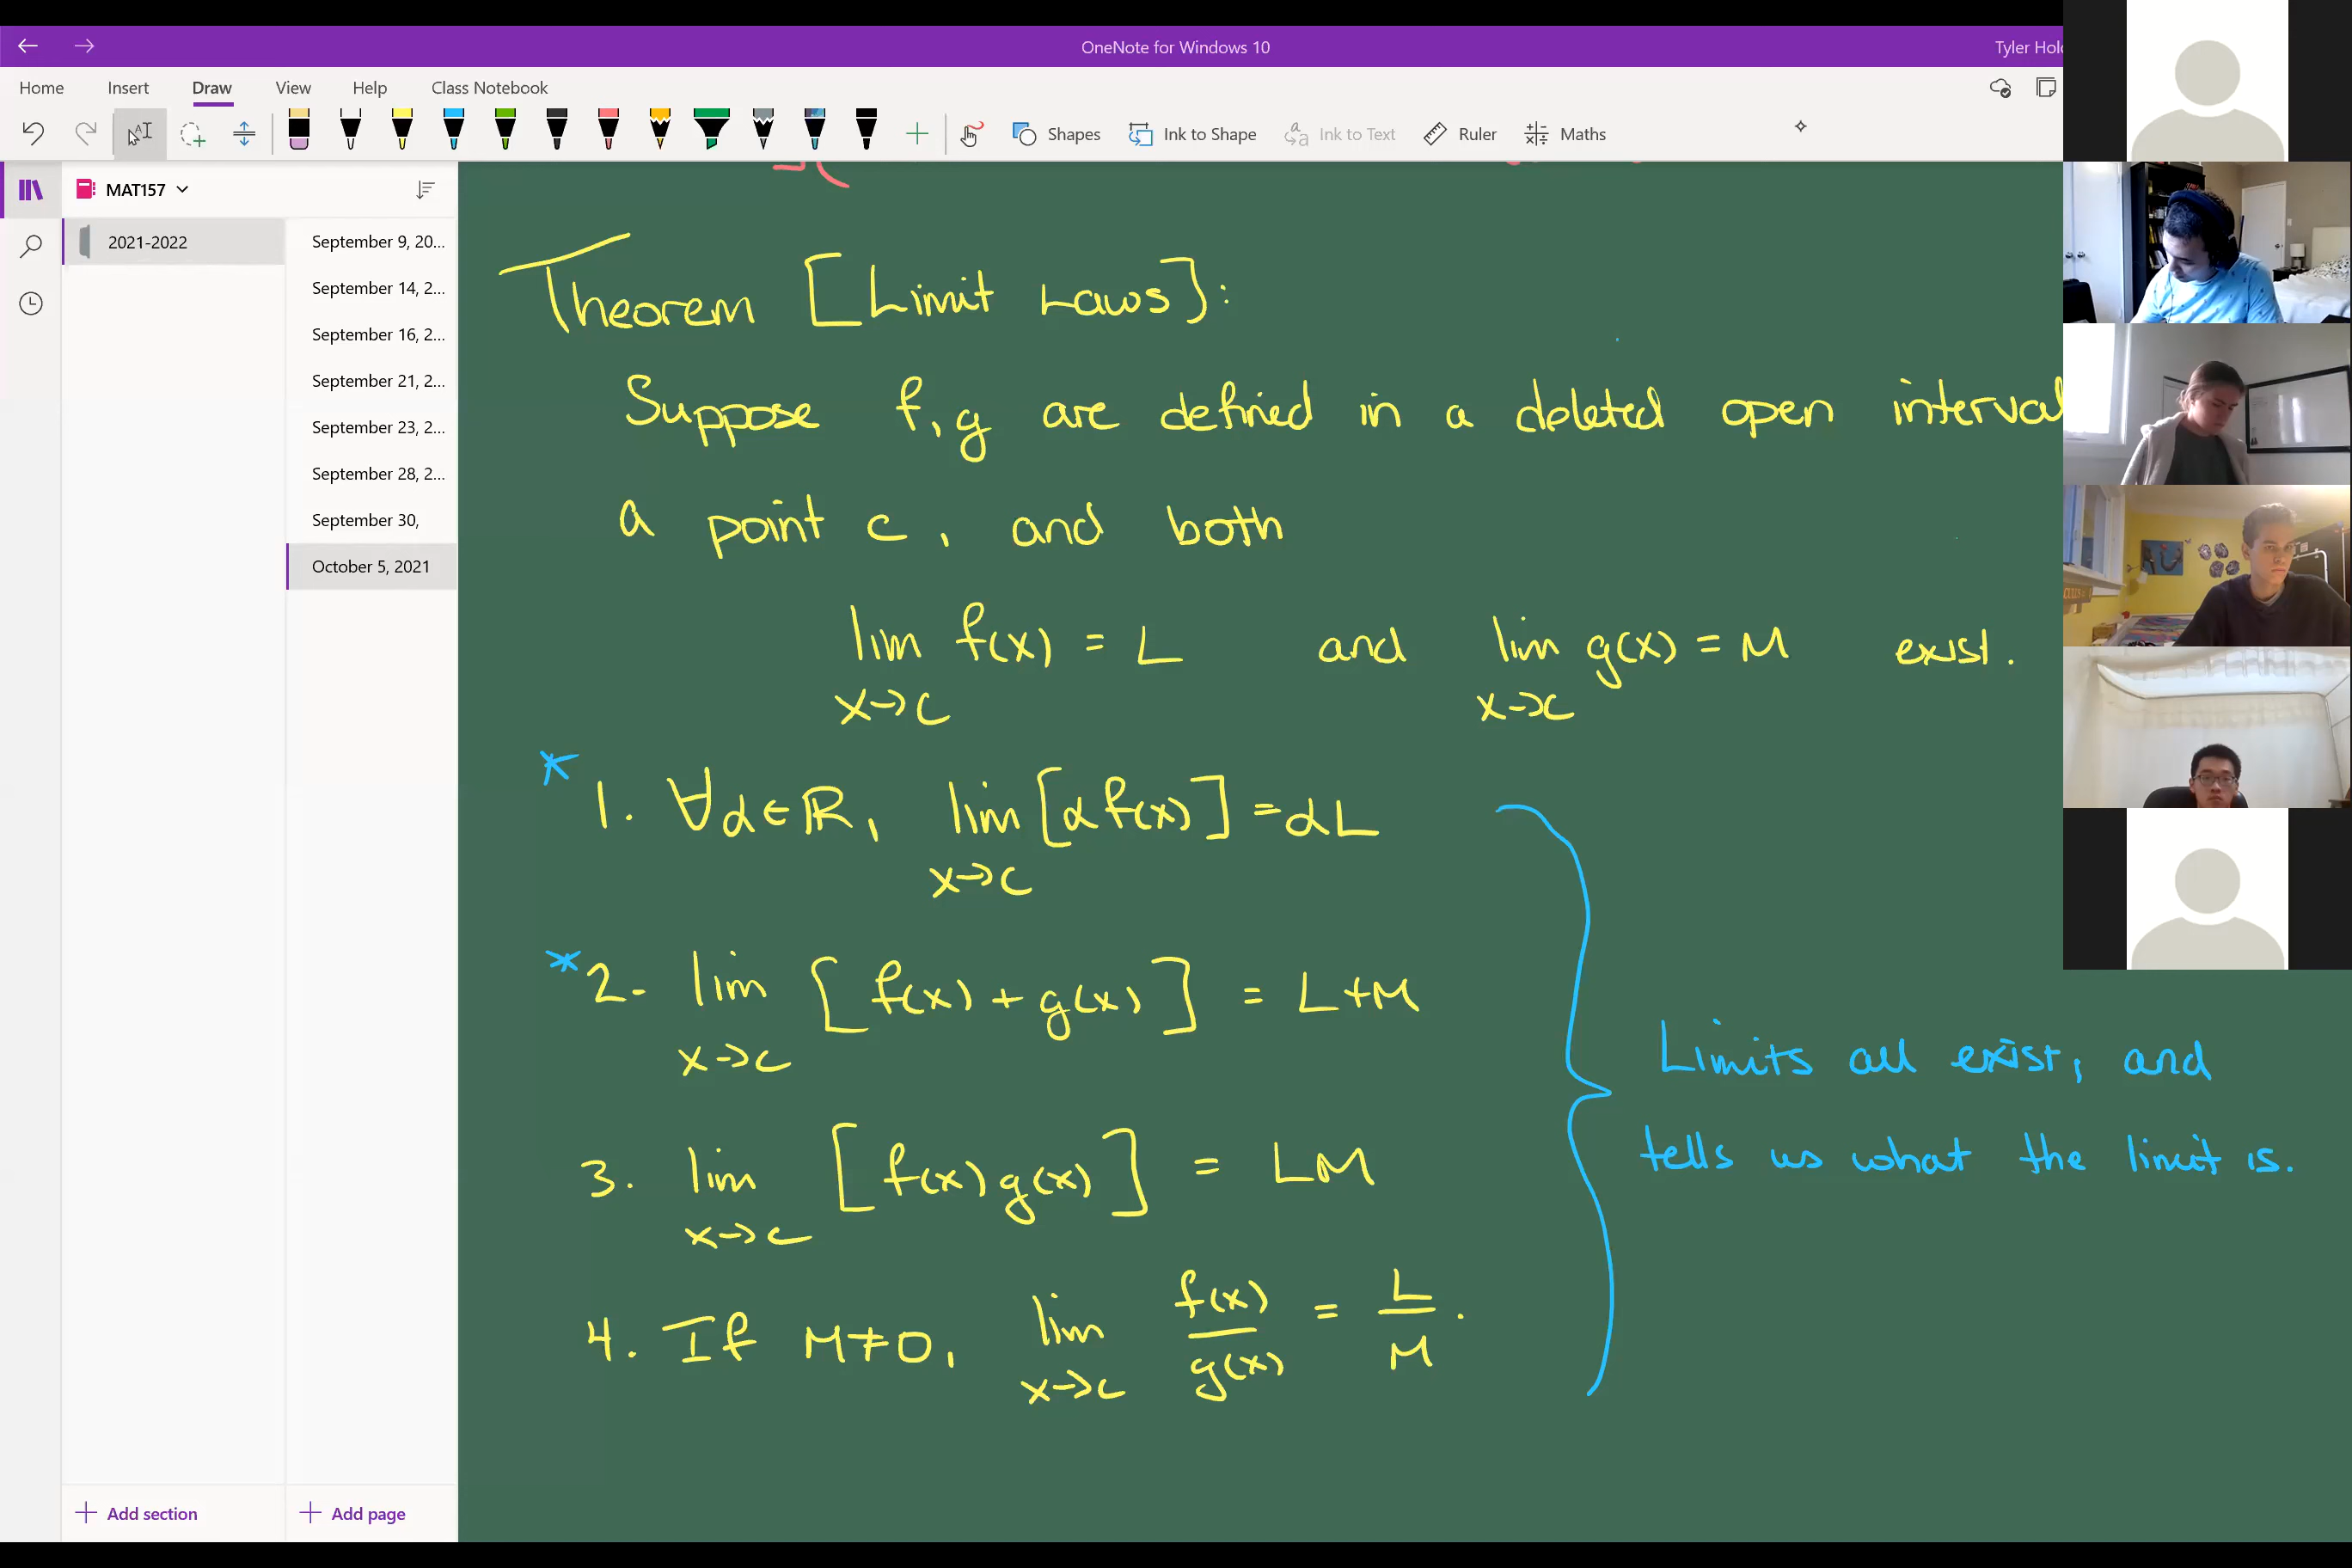 OneNote for Windows 10
Home Insert Draw View Help Class Notebook
Shapes Ink to Shape Ink to Text Ruler Maths
MAT157
2021-2022
September 9, 20...
September 14, 2...
September 16, 2...
September 21, 2...
September 23, 2...
September 28, 2...
September 30,
October 5, 2021
Add section
Add page
Theorem [Limit Laws]:
Suppose f, g are defined in a deleted open interval
a point c, and both
lim f(x) = L and lim g(x) = M exist.
x→c x→c
* 1. ∀α∈ℝ, lim [αf(x)] = αL
x→c
* 2. lim [f(x) + g(x)] = L+M
x→c
3. lim [f(x)g(x)] = LM
x→c
4. If M≠0, lim f(x)/g(x) = L/M.
x→c
Limits all exist, and
tells us what the limit is.